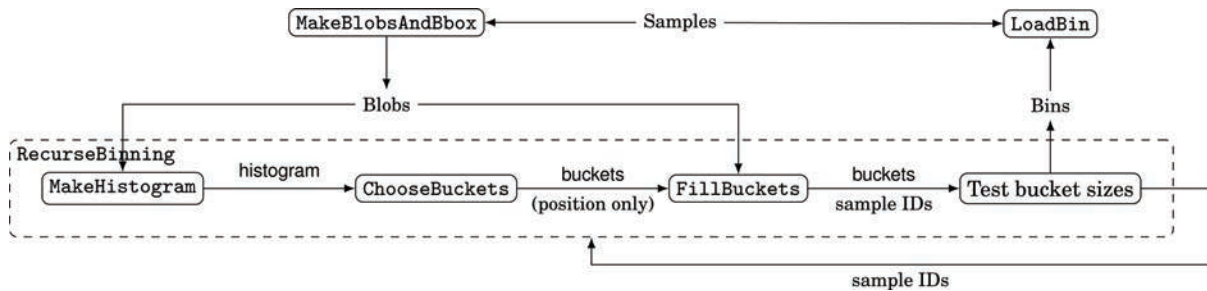 MakeBlobsAndBbox
Samples
LoadBin
Blobs
Bins
RecurseBinning
MakeHistogram
histogram
ChooseBuckets
buckets
(position only)
FillBuckets
buckets
sample IDs
Test bucket sizes
sample IDs